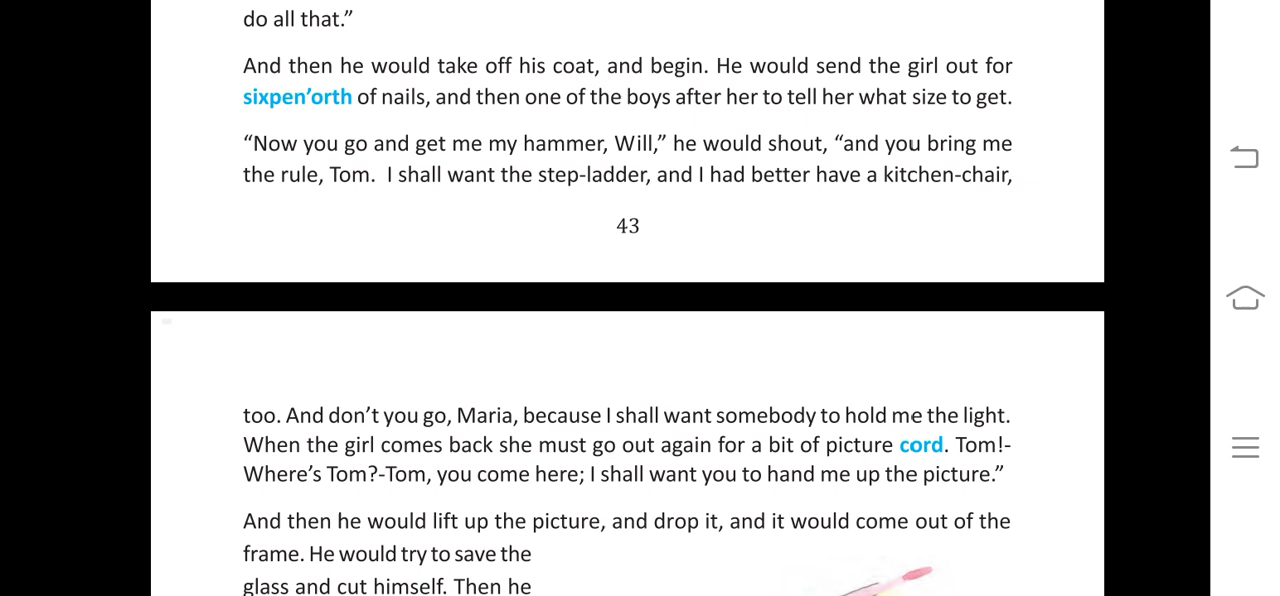 do all that.”
And then he would take off his coat, and begin. He would send the girl out for
sixpen’orth of nails, and then one of the boys after her to tell her what size to get.
“Now you go and get me my hammer, Will,” he would shout, “and you bring me
the rule, Tom.  I shall want the step-ladder, and I had better have a kitchen-chair,
43
too. And don’t you go, Maria, because I shall want somebody to hold me the light.
When the girl comes back she must go out again for a bit of picture cord. Tom!-
Where’s Tom?-Tom, you come here; I shall want you to hand me up the picture.”
And then he would lift up the picture, and drop it, and it would come out of the
frame. He would try to save the
glass and cut himself. Then he